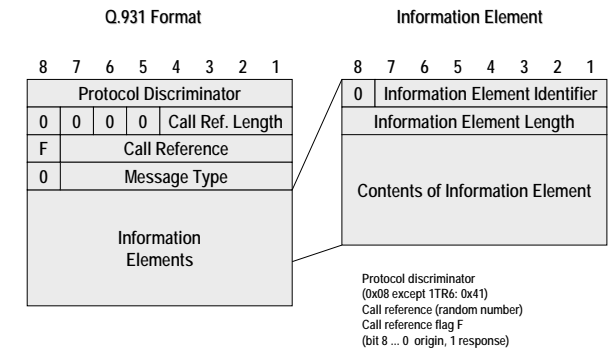 Q.931 Format
8 7 6 5 4 3 2 1
Protocol Discriminator
0 0 0 0 Call Ref. Length
F Call Reference
0 Message Type
Information
Elements
Information Element
8 7 6 5 4 3 2 1
0 Information Element Identifier
Information Element Length
Contents of Information Element
Protocol discriminator
(0x08 except 1TR6: 0x41)
Call reference (random number)
Call reference flag F
(bit 8 ... 0 origin, 1 response)